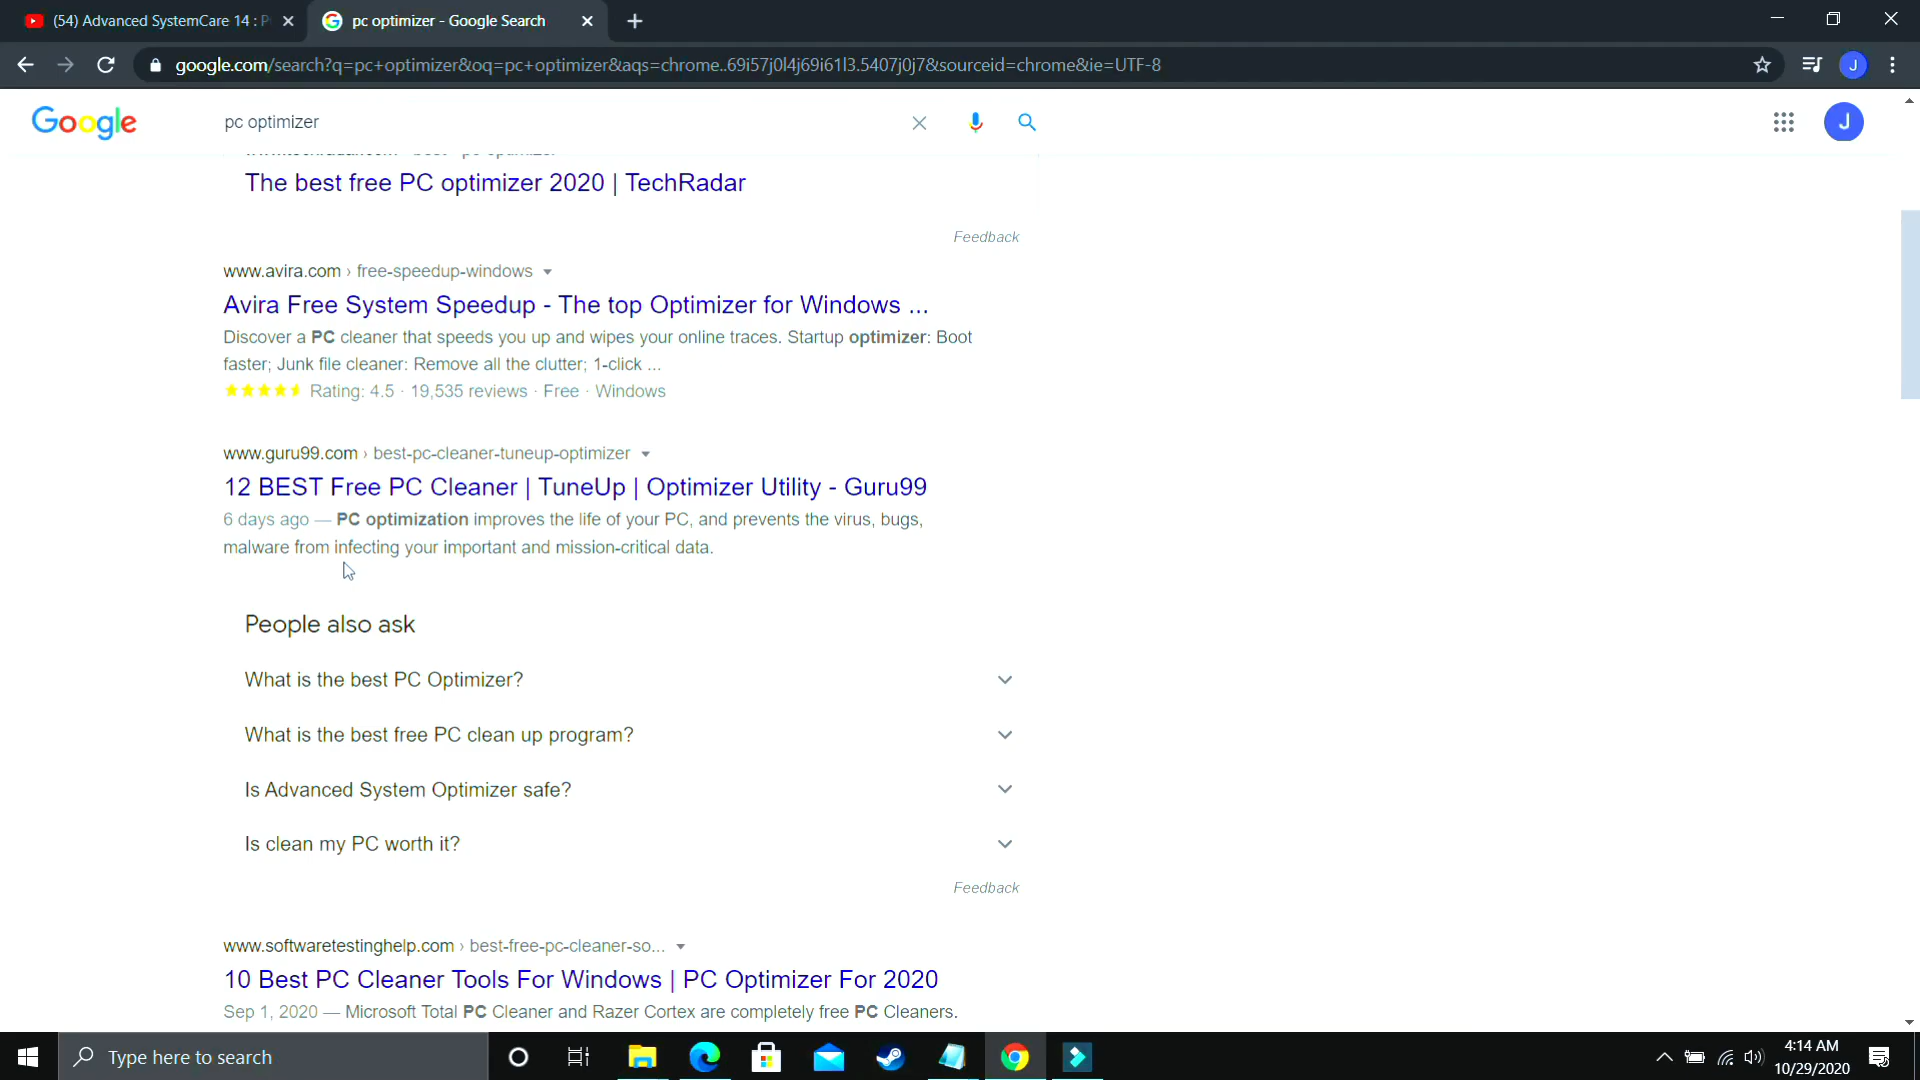 (54) Advanced SystemCare 14 : P
pc optimizer - Google Search
google.com/search?q=pc+optimizer&oq=pc+optimizer&aqs=chrome..69i57j0l4j69i61l3.5407j0j7&sourceid=chrome&ie=UTF-8
J
Google
pc optimizer
J
The best free PC optimizer 2020 | TechRadar
Feedback
www.avira.com › free-speedup-windows
Avira Free System Speedup - The top Optimizer for Windows ...
Discover a PC cleaner that speeds you up and wipes your online traces. Startup optimizer: Boot
faster; Junk file cleaner: Remove all the clutter; 1-click ...
Rating: 4.5 · 19,535 reviews · Free · Windows
www.guru99.com › best-pc-cleaner-tuneup-optimizer
12 BEST Free PC Cleaner | TuneUp | Optimizer Utility - Guru99
6 days ago — PC optimization improves the life of your PC, and prevents the virus, bugs,
malware from infecting your important and mission-critical data.
People also ask
What is the best PC Optimizer?
What is the best free PC clean up program?
Is Advanced System Optimizer safe?
Is clean my PC worth it?
Feedback
www.softwaretestinghelp.com › best-free-pc-cleaner-so...
10 Best PC Cleaner Tools For Windows | PC Optimizer For 2020
Sep 1, 2020 — Microsoft Total PC Cleaner and Razer Cortex are completely free PC Cleaners.
Type here to search
4:14 AM
10/29/2020